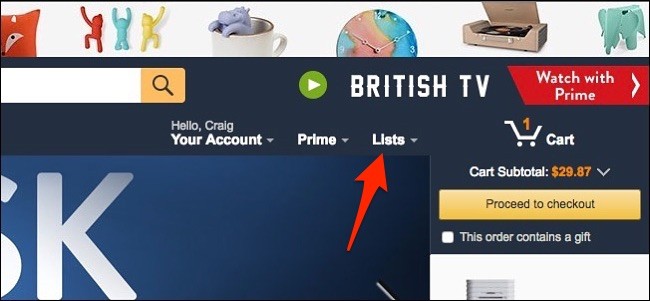 BRITISH TV
Watch with
Prime
Hello, Craig
Your Account
Prime
Lists
1
Cart
Cart Subtotal: $29.87
Proceed to checkout
This order contains a gift
SK